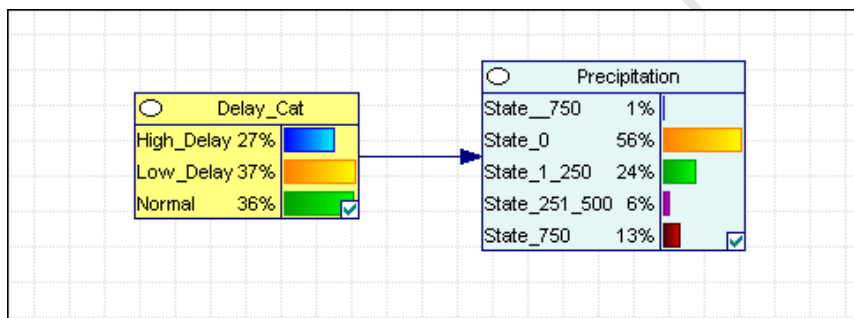 Delay_Cat
High_Delay 27%
Low_Delay 37%
Normal 36%
Precipitation
State__750 1%
State_0 56%
State_1_250 24%
State_251_500 6%
State_750 13%